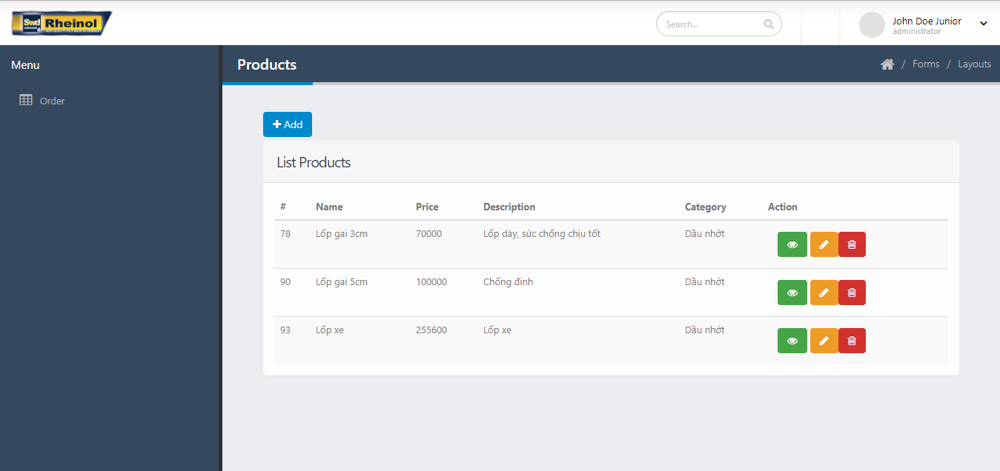 Swd Rheinol
Lubricants
Search...
John Doe Junior
administrator
Menu
Products
/ Forms / Layouts
Order
Add
List Products
# Name Price Description Category Action
78 Lốp gai 3cm 70000 Lốp dày, sức chống chịu tốt Dầu nhớt
90 Lốp gai 5cm 100000 Chống đinh Dầu nhớt
93 Lốp xe 255600 Lốp xe Dầu nhớt